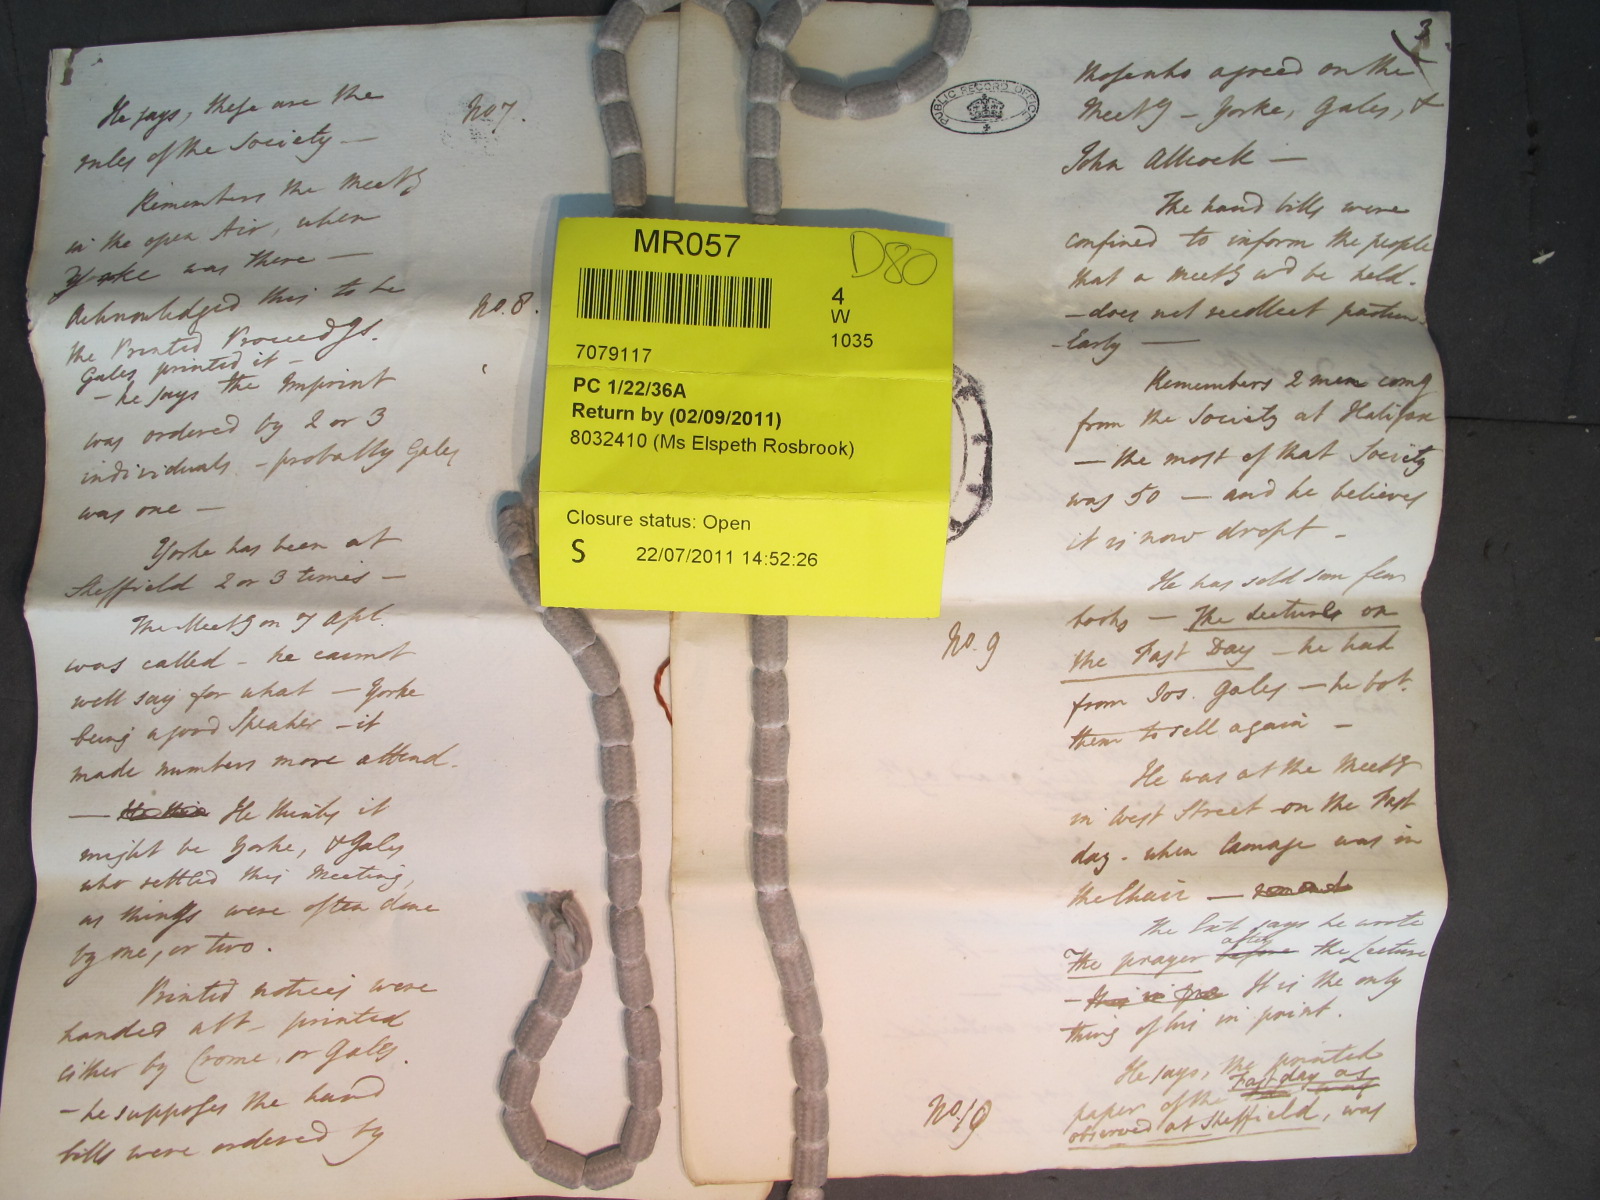 He says, these are the
No 7.
rules of the Society —
Remembers the Meetg
in the open Air, when
Yorke was there —
Acknowledged this to be
No. 8.
the Printed Proceedgs.
Gales printed it —
— he says the Imprint
was ordered by 2 or 3
individuals — probably Gales
was one —
Yorke has been at
Sheffield 2 or 3 times —
The Meetg on 7 Apl.
was called — he cannot
well say for what — Yorke
being a good Speaker — it
made numbers more attend.
— He thinks it
might be Yorke, & Gales
who settled this Meeting,
as things were often done
by one, or two.
Printed notices were
handed abt — printed
either by Crome, or Gales.
— he supposes the hand
bills were ordered by
MR057
D80
4
W
1035
7079117
PC 1/22/36A
Return by (02/09/2011)
8032410 (Ms Elspeth Rosbrook)
Closure status: Open
S 22/07/2011 14:52:26
3
PUBLIC RECORD OFFICE
those who agreed on the
Meetg — Yorke, Gales, &
John Allcock —
The hand bills were
confined to inform the people
that a Meetg wd be held.
— does not recollect particu-
-larly —
Remembers 2 men comg
from the Society at Halifax
— the most of that Society
was 50 — and he believes
it is now dropt —
He has sold some few
books — The Lecture on
No. 9
the Fast Day — he had
from Jos. Gales — he bot.
them to sell again —
He was at the Meetg
in West Street on the Fast
day. when Camage was in
the Chair —
The Ext says he wrote
The prayer before after the Lecture
— It is the only
thing of his in print.
He says, the printed
paper of the Fast day as
No. 10
observed at Sheffield, was